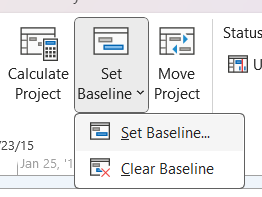 Calculate
Project
Set
Baseline
Move
Project
Status
Set Baseline...
Clear Baseline
/23/15
Jan 25, '1